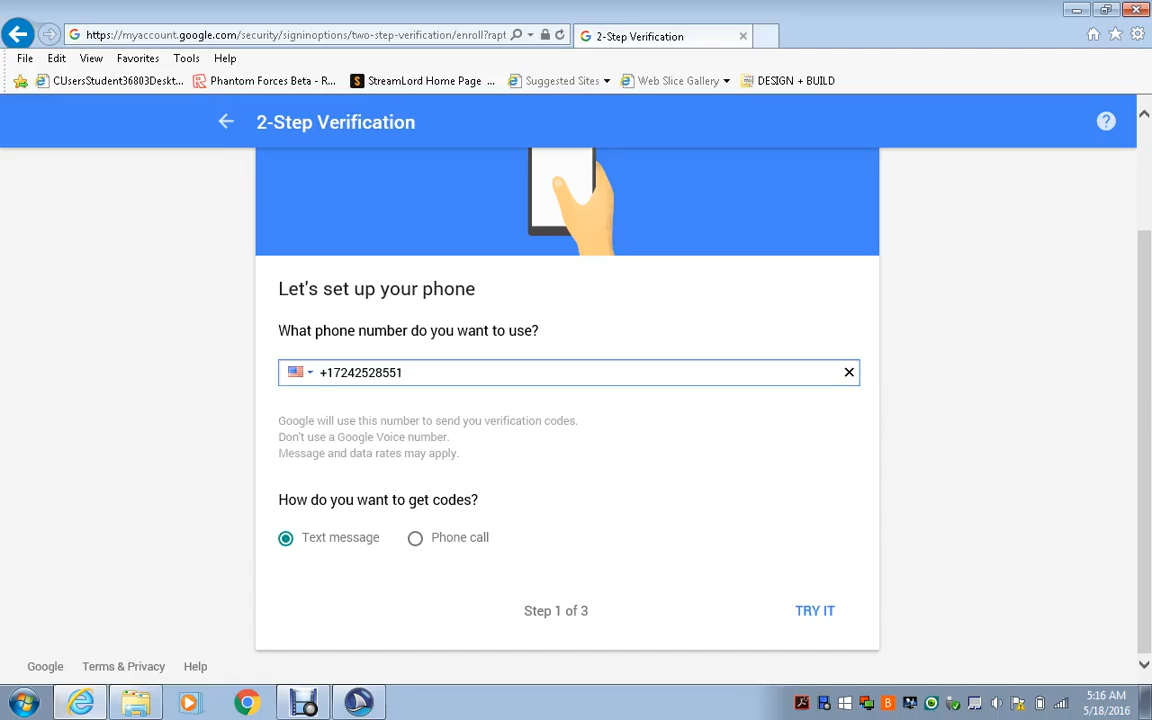 https://myaccount.google.com/security/signinoptions/two-step-verification/enroll?rapt
2-Step Verification
File Edit View Favorites Tools Help
CUsersStudent36803Deskt...
Phantom Forces Beta - R...
StreamLord Home Page ...
Suggested Sites
Web Slice Gallery
DESIGN + BUILD
2-Step Verification
Let's set up your phone
What phone number do you want to use?
+17242528551
Google will use this number to send you verification codes.
Don't use a Google Voice number.
Message and data rates may apply.
How do you want to get codes?
Text message Phone call
Step 1 of 3 TRY IT
Google Terms & Privacy Help
5:16 AM
5/18/2016